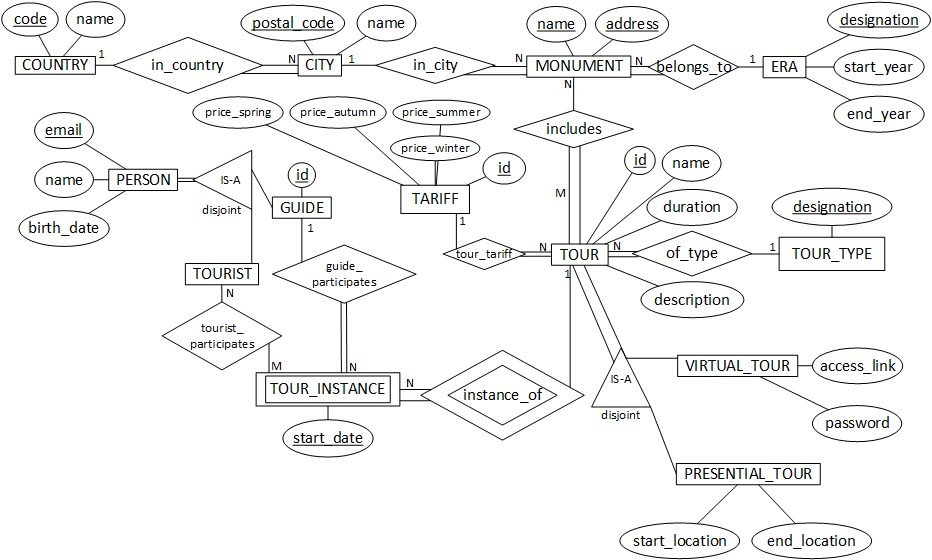 code
name
COUNTRY
1
in_country
N
postal_code
name
CITY
1
in_city
N
name
address
MONUMENT
N
belongs_to
1
ERA
designation
start_year
end_year
N
includes
M
price_spring
price_autumn
price_summer
price_winter
id
TARIFF
1
tour_tariff
N
email
name
birth_date
PERSON
IS-A
disjoint
id
GUIDE
1
guide_
participates
N
TOURIST
N
tourist_
participates
M
TOUR_INSTANCE
start_date
N
instance_of
1
TOUR
id
name
duration
description
N
of_type
1
designation
TOUR_TYPE
IS-A
disjoint
VIRTUAL_TOUR
access_link
password
PRESENTIAL_TOUR
start_location
end_location